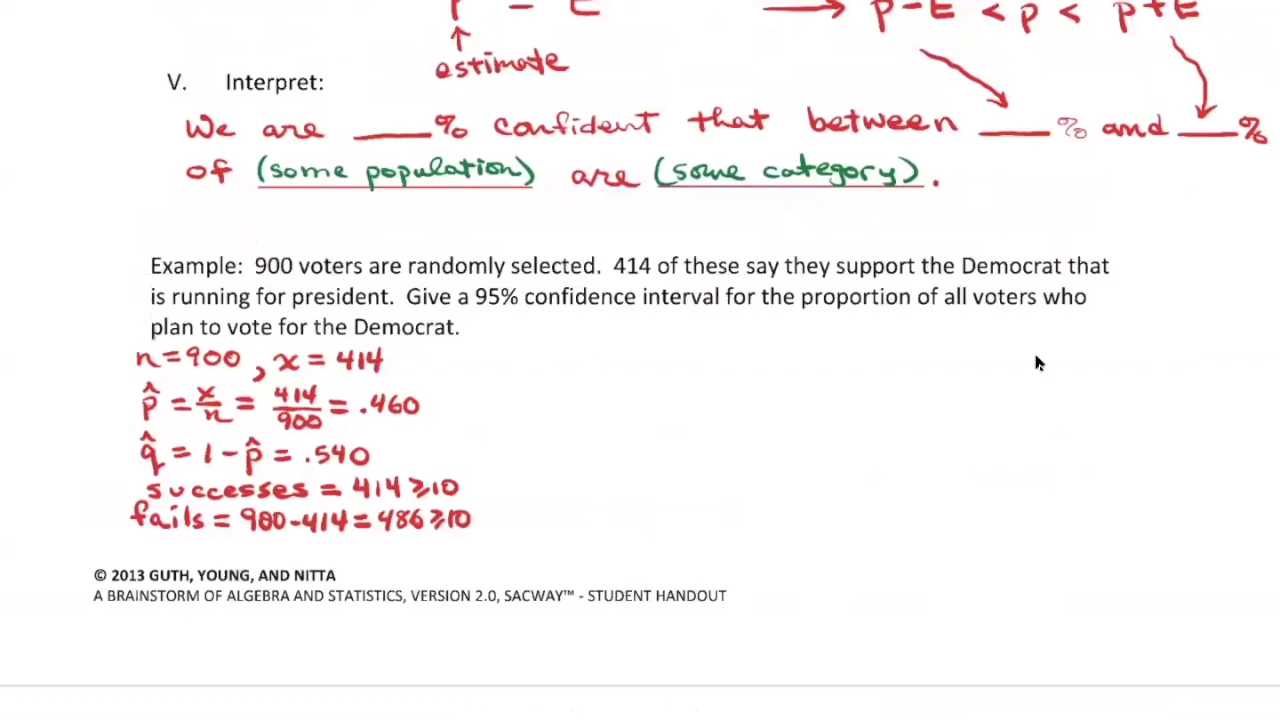 p̂ - E → p̂ - E < p < p̂ + E
↑
estimate
V. Interpret:
We are ____% confident that between ____% and ____%
of (some population) are (some category).
Example: 900 voters are randomly selected. 414 of these say they support the Democrat that
is running for president. Give a 95% confidence interval for the proportion of all voters who
plan to vote for the Democrat.
n=900, x = 414
p̂ = x/n = 414/900 = .460
q̂ = 1 - p̂ = .540
successes = 414 ≥ 10
fails = 900-414 = 486 ≥ 10
© 2013 GUTH, YOUNG, AND NITTA
A BRAINSTORM OF ALGEBRA AND STATISTICS, VERSION 2.0, SACWAY™ - STUDENT HANDOUT